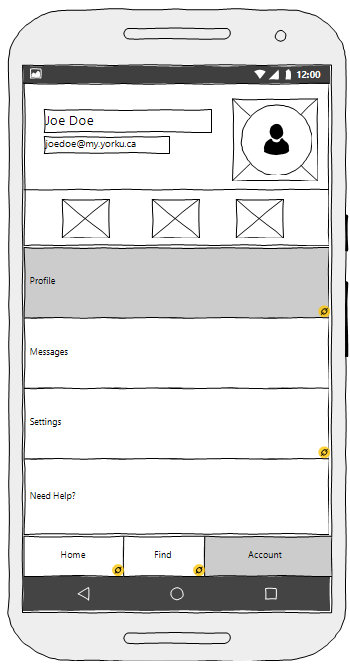 12:00
Joe Doe
joedoe@my.yorku.ca
Profile
Messages
Settings
Need Help?
Home Find Account